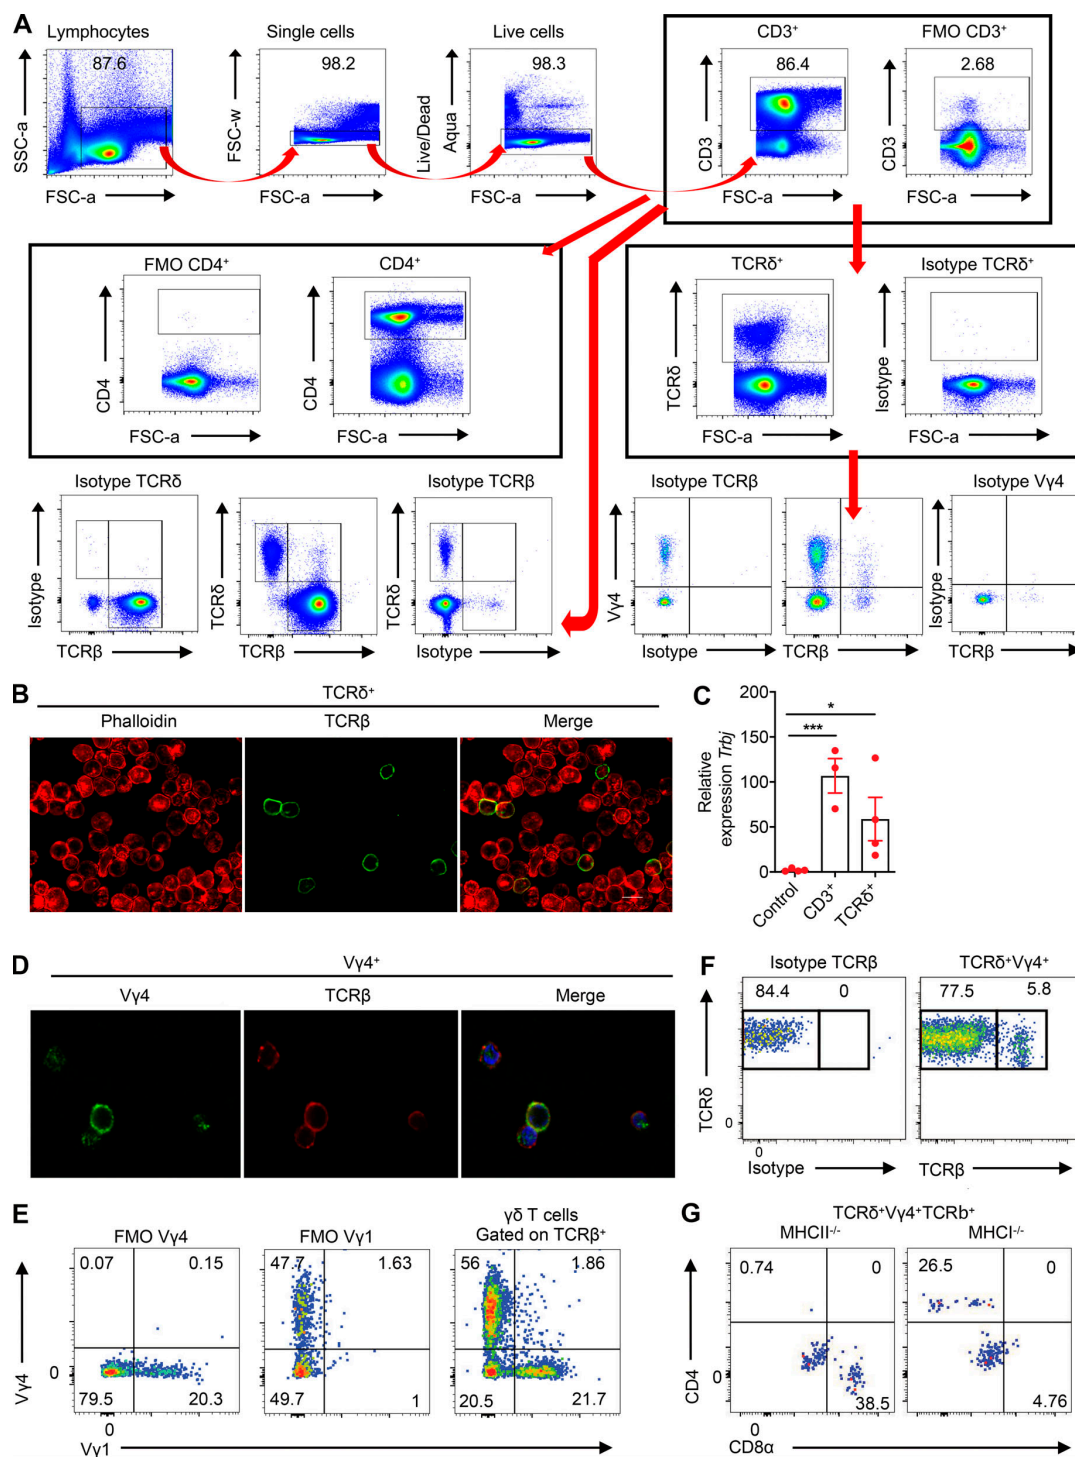 A
Lymphocytes
Single cells
Live cells
CD3⁺
FMO CD3⁺
87.6
98.2
98.3
86.4
2.68
SSC-a
FSC-w
Live/Dead
Aqua
CD3
CD3
FSC-a
FSC-a
FSC-a
FSC-a
FSC-a
FMO CD4⁺
CD4⁺
TCRδ⁺
Isotype TCRδ⁺
CD4
CD4
TCRδ
Isotype
FSC-a
FSC-a
FSC-a
FSC-a
Isotype TCRδ
Isotype TCRβ
Isotype TCRβ
Isotype Vγ4
Isotype
TCRδ
TCRδ
Vγ4
Isotype
TCRβ
TCRβ
Isotype
Isotype
TCRβ
TCRβ
B
TCRδ⁺
Phalloidin
TCRβ
Merge
C
Relative
expression Trbj
200
150
100
50
0
*
***
Control
CD3⁺
TCRδ⁺
D
Vγ4⁺
Vγ4
TCRβ
Merge
F
Isotype TCRβ
TCRδ⁺Vγ4⁺
84.4
0
77.5
5.8
TCRδ
0
0
0
Isotype
TCRβ
E
FMO Vγ4
FMO Vγ1
γδ T cells
Gated on TCRβ⁺
0.07
0.15
47.7
1.63
56
1.86
Vγ4
0
79.5
20.3
49.7
1
20.5
21.7
0
Vγ1
G
TCRδ⁺Vγ4⁺TCRb⁺
MHCII⁻/⁻
MHCI⁻/⁻
0.74
0
26.5
0
CD4
0
38.5
4.76
0
CD8α